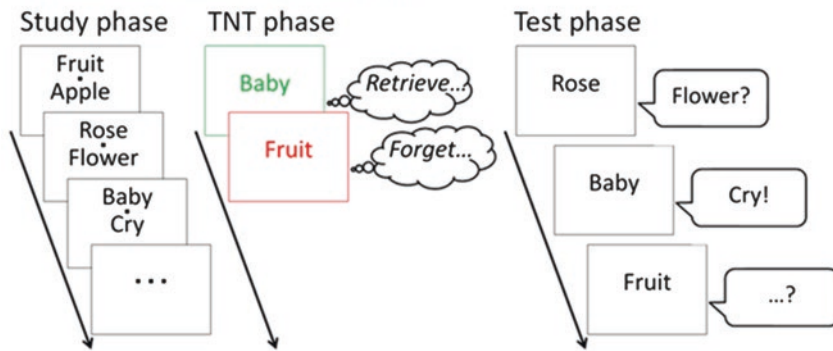 Study phase
Fruit
Apple
Rose
Flower
Baby
Cry
...
TNT phase
Baby
Retrieve...
Fruit
Forget...
Test phase
Rose
Flower?
Baby
Cry!
Fruit
...?